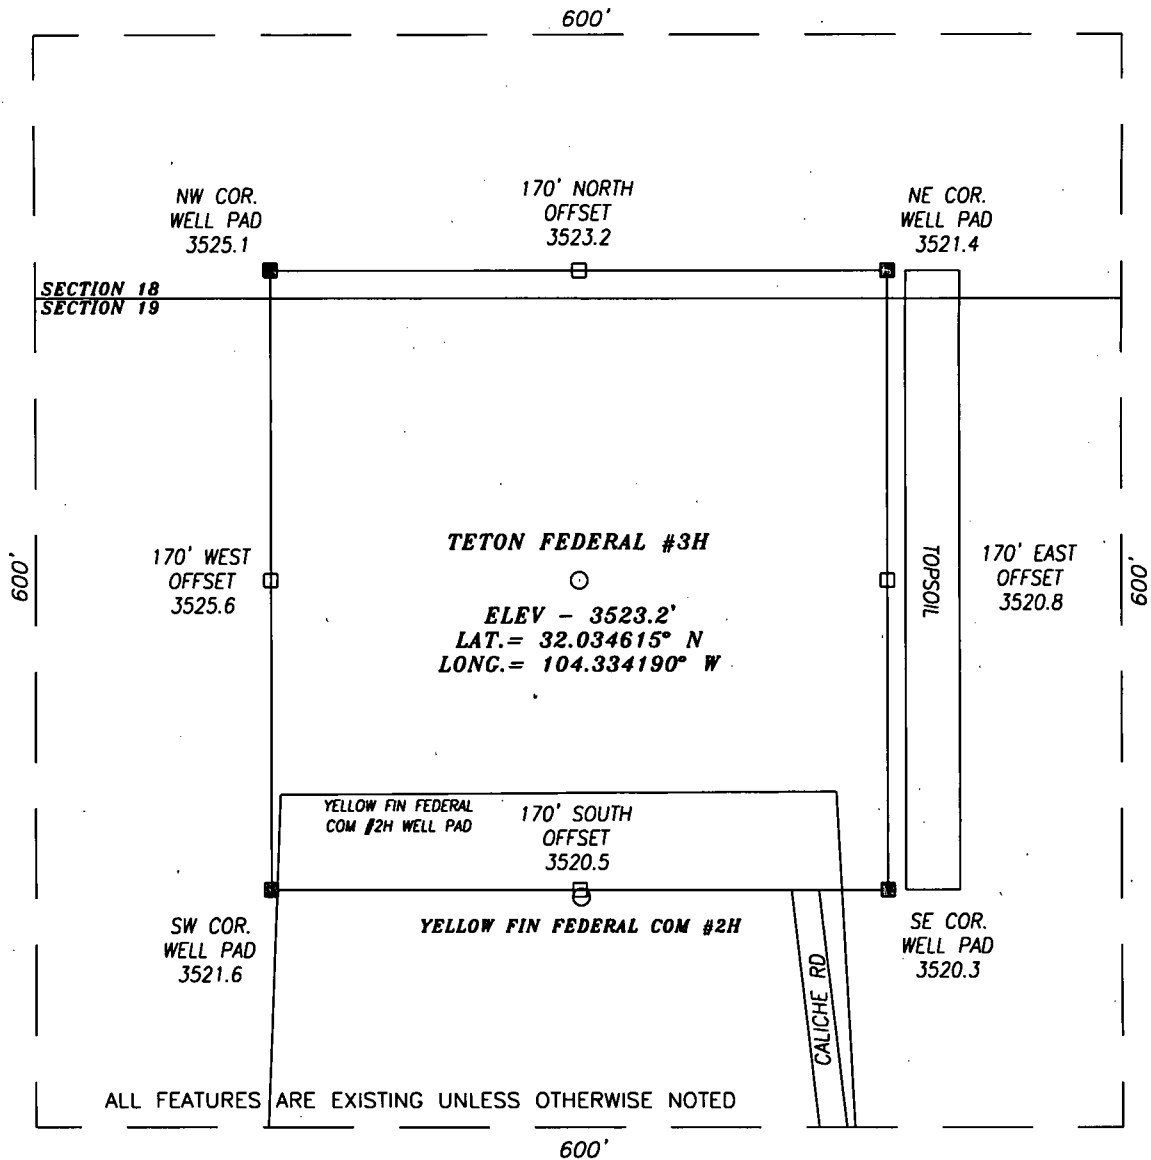 600'
NW COR.
WELL PAD
3525.1
170' NORTH
OFFSET
3523.2
NE COR.
WELL PAD
3521.4
SECTION 18
SECTION 19
600'
170' WEST
OFFSET
3525.6
TETON FEDERAL #3H
ELEV - 3523.2'
LAT.= 32.034615° N
LONG.= 104.334190° W
TOPSOIL
170' EAST
OFFSET
3520.8
600'
YELLOW FIN FEDERAL
COM #2H WELL PAD
170' SOUTH
OFFSET
3520.5
SW COR.
WELL PAD
3521.6
YELLOW FIN FEDERAL COM #2H
CALICHE RD
SE COR.
WELL PAD
3520.3
ALL FEATURES ARE EXISTING UNLESS OTHERWISE NOTED
600'